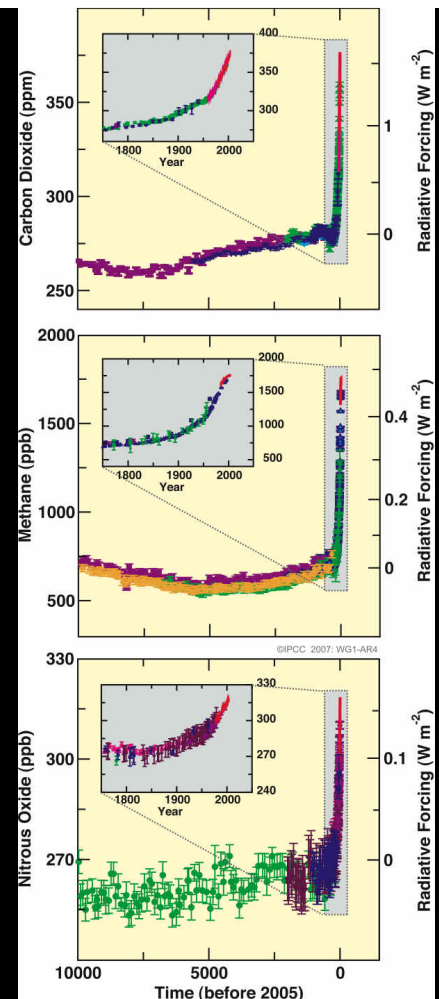 Carbon Dioxide (ppm)
350
300
250
400
350
300
1800 1900 2000
Year
1
0
Radiative Forcing (W m⁻²)
Methane (ppb)
2000
1500
1000
500
2000
1500
1000
500
1800 1900 2000
Year
0.4
0.2
0
Radiative Forcing (W m⁻²)
©IPCC 2007: WG1-AR4
Nitrous Oxide (ppb)
330
300
270
330
300
270
240
1800 1900 2000
Year
0.1
0
Radiative Forcing (W m⁻²)
10000 5000 0
Time (before 2005)